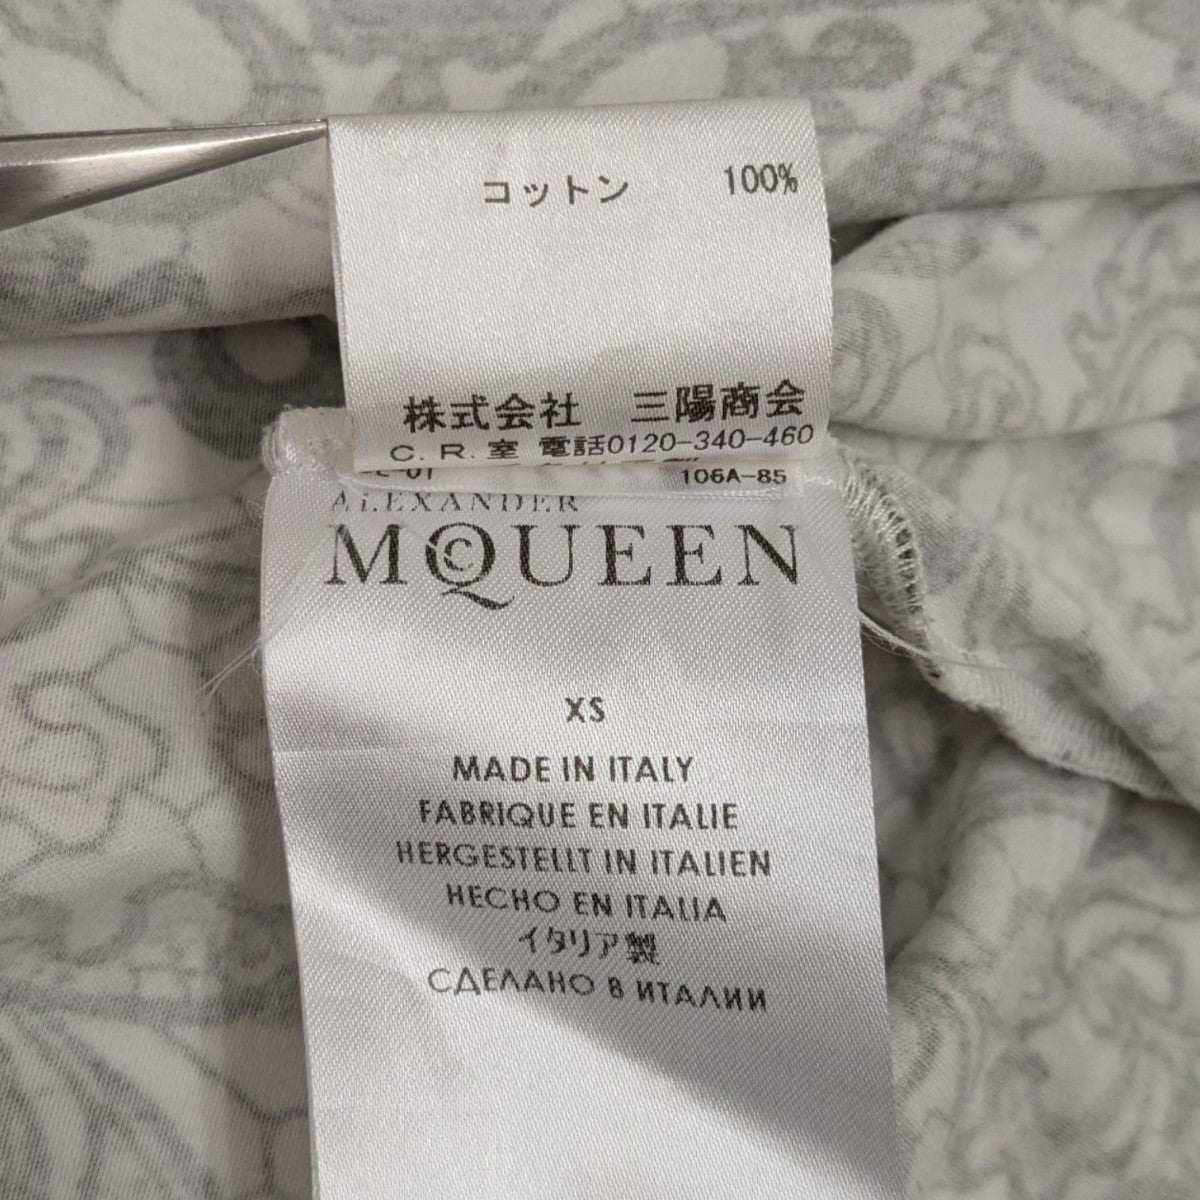 コットン 100%
株式会社 三陽商会
C.R.室 電話0120-340-460
106A-85
ALEXANDER
MCQUEEN
XS
MADE IN ITALY
FABRIQUE EN ITALIE
HERGESTELLT IN ITALIEN
HECHO EN ITALIA
イタリア製
СДЕЛАНО В ИТАЛИИ